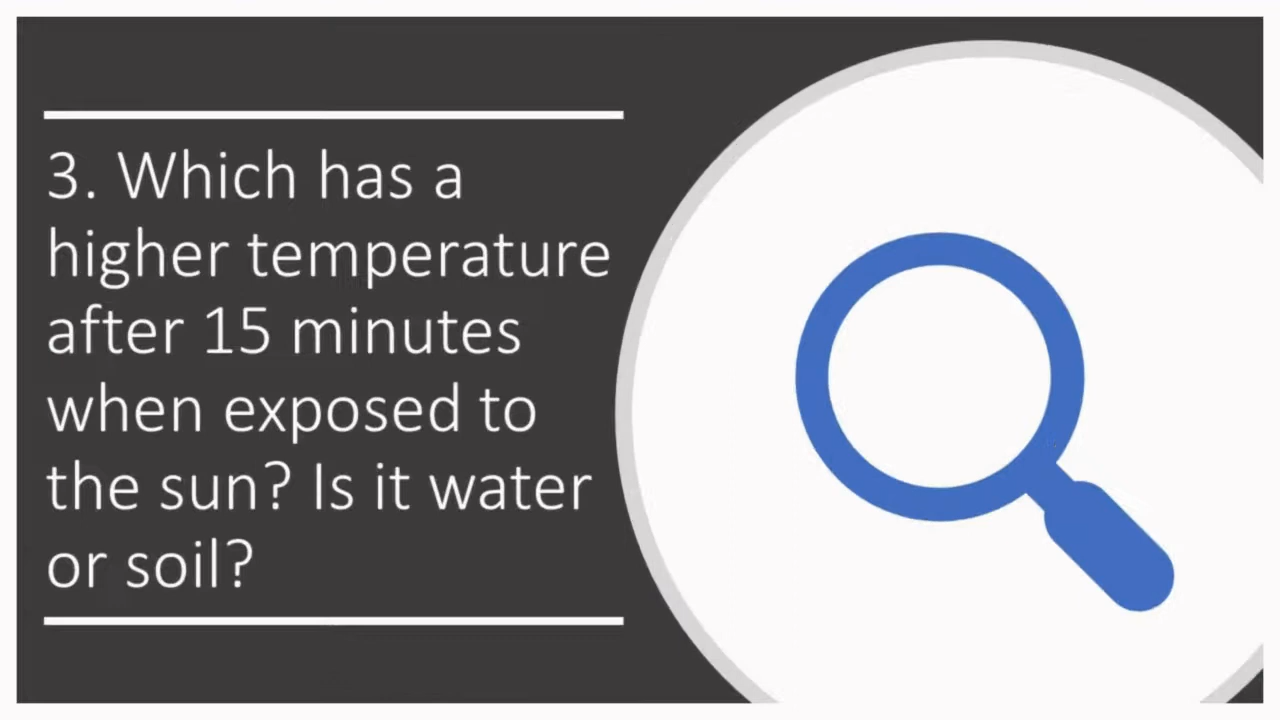 3. Which has a
higher temperature
after 15 minutes
when exposed to
the sun? Is it water
or soil?